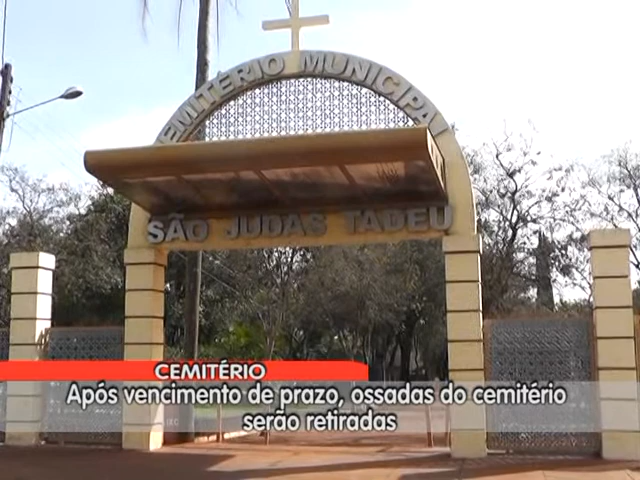 CEMITÉRIO MUNICIPAL
SÃO JUDAS TADEU
CEMITÉRIO
Após vencimento de prazo, ossadas do cemitério
serão retiradas